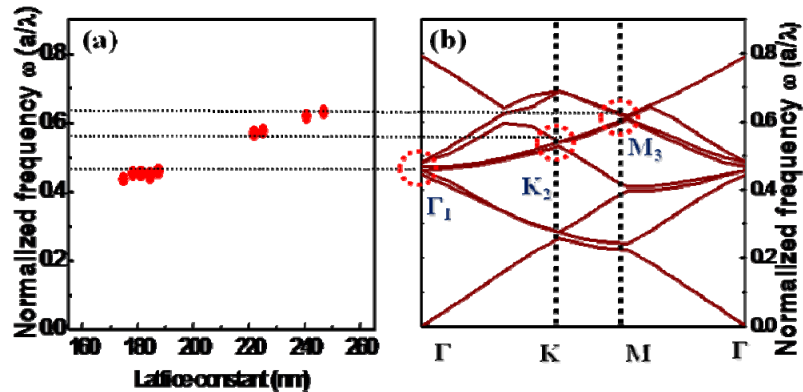 (a)
Normalized frequency ω (a/λ)
0.8
0.6
0.4
0.2
0.0
160 180 200 220 240 260
Lattice constant (nm)
(b)
Γ1
K2
M3
Γ K M Γ
0.8
0.6
0.4
0.2
0.0
Normalized frequency ω (a/λ)